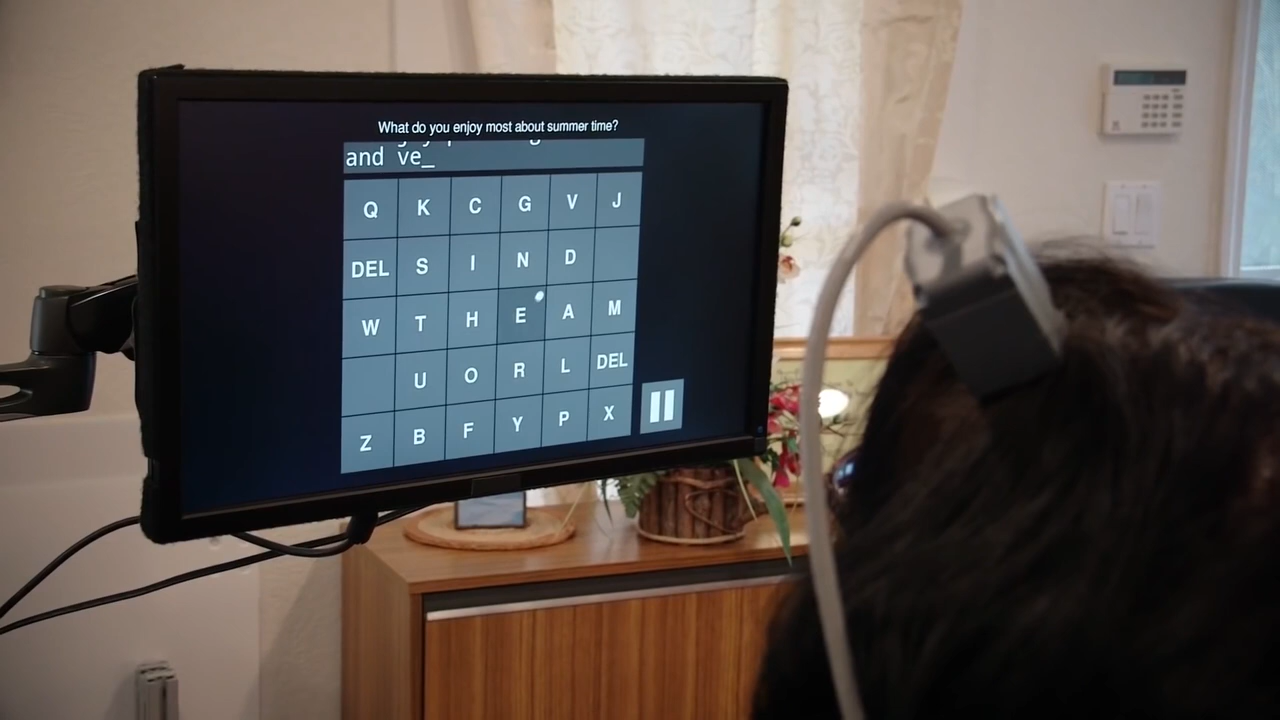 What do you enjoy most about summer time?
and ve_
Q K C G V J
DEL S I N D
W T H E A M
U O R L DEL
Z B F Y P X